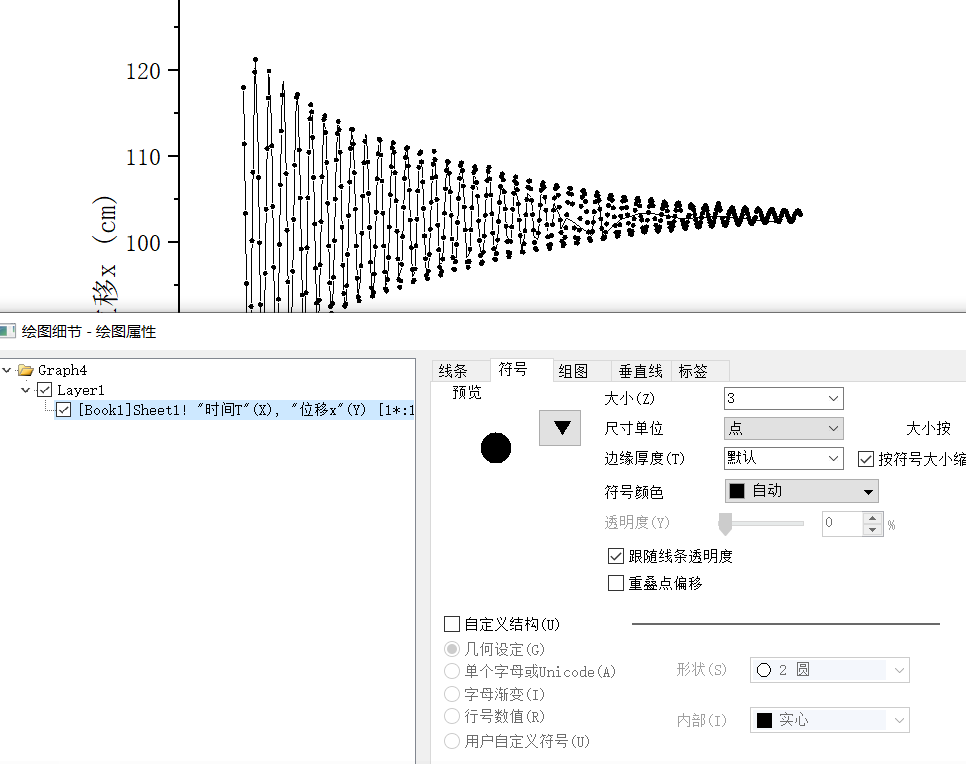 120
110
100
移x (cm)
绘图细节 - 绘图属性
Graph4
Layer1
[Book1]Sheet1! "时间T"(X), "位移x"(Y) [1*:1
线条 符号 组图 垂直线 标签
预览
大小(Z) 3
尺寸单位 点 大小按
边缘厚度(T) 默认 按符号大小缩
符号颜色 自动
透明度(Y) 0 %
跟随线条透明度
重叠点偏移
自定义结构(U)
几何设定(G)
单个字母或Unicode(A) 形状(S) 2 圆
字母渐变(I)
行号数值(R) 内部(I) 实心
用户自定义符号(U)